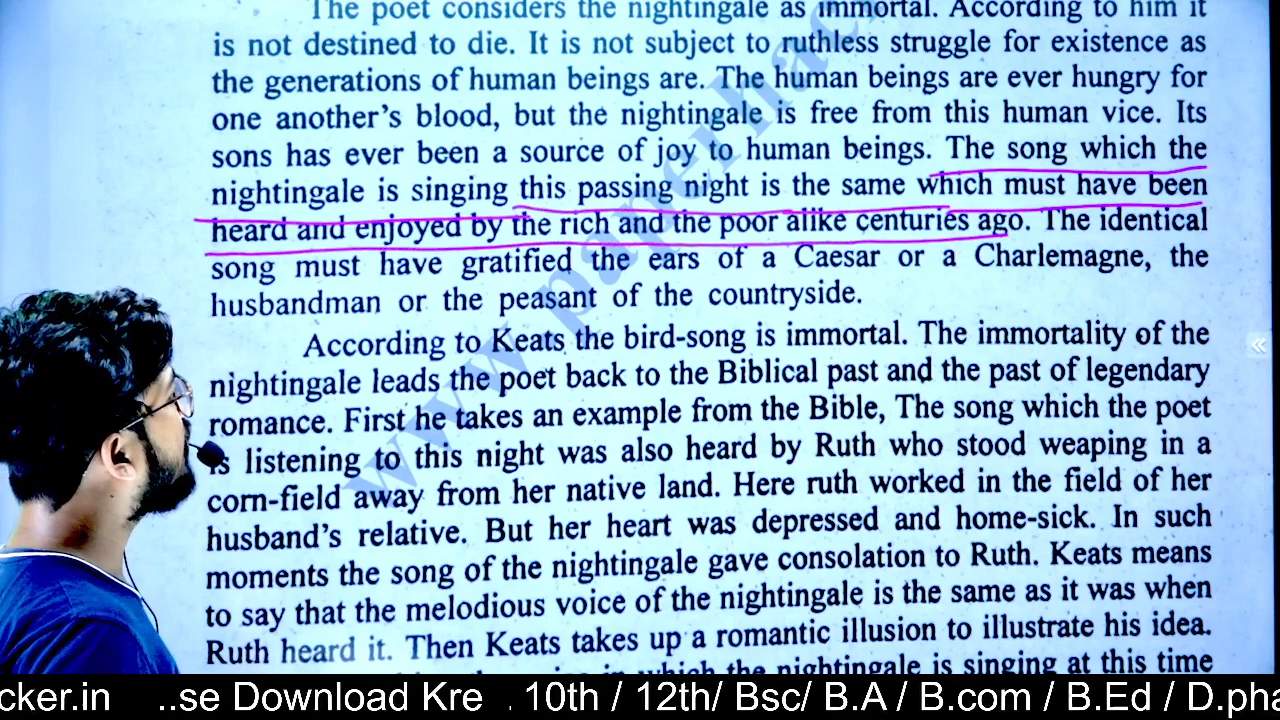 The poet considers the nightingale as immortal. According to him it
is not destined to die. It is not subject to ruthless struggle for existence as
the generations of human beings are. The human beings are ever hungry for
one another's blood, but the nightingale is free from this human vice. Its
sons has ever been a source of joy to human beings. The song which the
nightingale is singing this passing night is the same which must have been
heard and enjoyed by the rich and the poor alike centuries ago. The identical
song must have gratified the ears of a Caesar or a Charlemagne, the
husbandman or the peasant of the countryside.
According to Keats the bird-song is immortal. The immortality of the
nightingale leads the poet back to the Biblical past and the past of legendary
romance. First he takes an example from the Bible, The song which the poet
is listening to this night was also heard by Ruth who stood weaping in a
corn-field away from her native land. Here ruth worked in the field of her
husband's relative. But her heart was depressed and home-sick. In such
moments the song of the nightingale gave consolation to Ruth. Keats means
to say that the melodious voice of the nightingale is the same as it was when
Ruth heard it. Then Keats takes up a romantic illusion to illustrate his idea.
in which the nightingale is singing at this time
cker.in ..se Download Kre . 10th / 12th/ Bsc/ B.A / B.com / B.Ed / D.pha